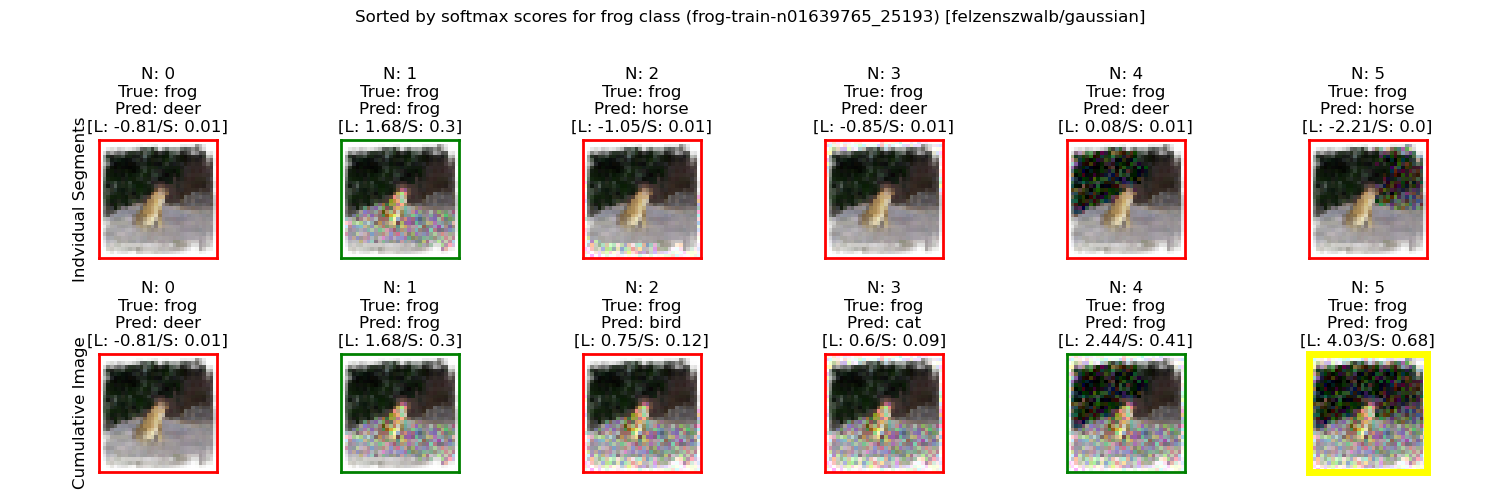 Sorted by softmax scores for frog class (frog-train-n01639765_25193) [felzenszwalb/gaussian]
Indvidual Segments
N: 0
True: frog
Pred: deer
[L: -0.81/S: 0.01]
N: 1
True: frog
Pred: frog
[L: 1.68/S: 0.3]
N: 2
True: frog
Pred: horse
[L: -1.05/S: 0.01]
N: 3
True: frog
Pred: deer
[L: -0.85/S: 0.01]
N: 4
True: frog
Pred: deer
[L: 0.08/S: 0.01]
N: 5
True: frog
Pred: horse
[L: -2.21/S: 0.0]
Cumulative Image
N: 0
True: frog
Pred: deer
[L: -0.81/S: 0.01]
N: 1
True: frog
Pred: frog
[L: 1.68/S: 0.3]
N: 2
True: frog
Pred: bird
[L: 0.75/S: 0.12]
N: 3
True: frog
Pred: cat
[L: 0.6/S: 0.09]
N: 4
True: frog
Pred: frog
[L: 2.44/S: 0.41]
N: 5
True: frog
Pred: frog
[L: 4.03/S: 0.68]